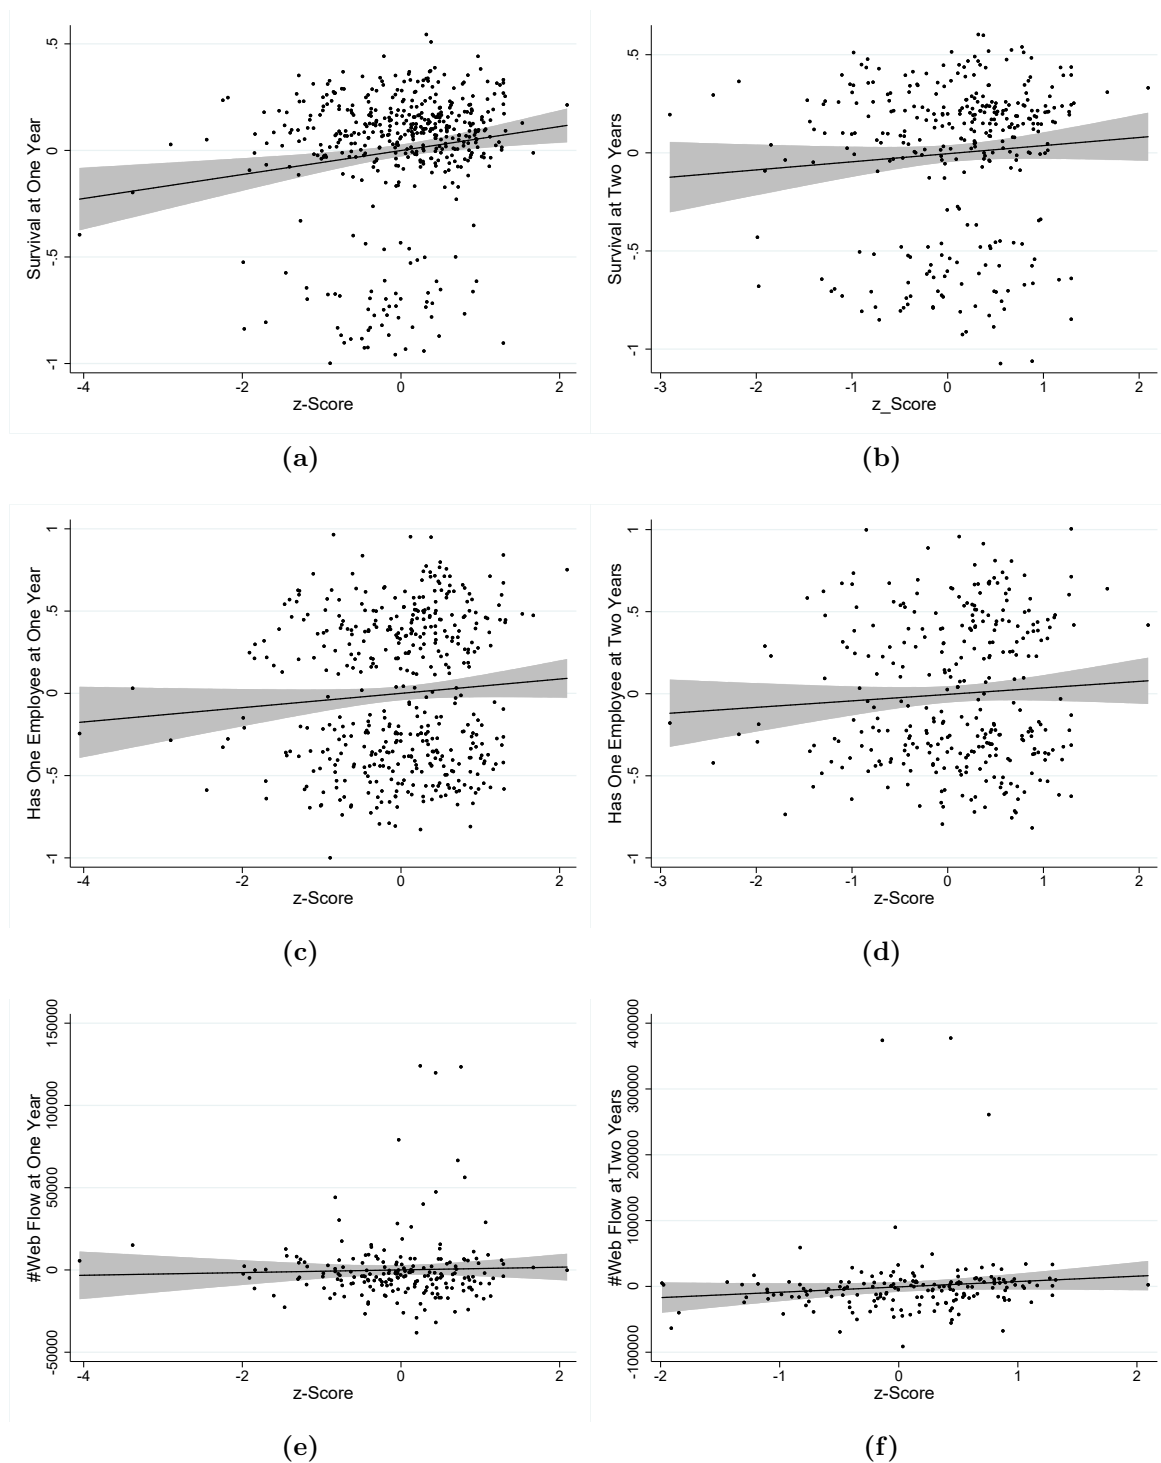 Survival at One Year
.5
0
-.5
-1
-4 -2 0 2
z-Score
(a)
Survival at Two Years
.5
0
-.5
-1
-3 -2 -1 0 1 2
z_Score
(b)
Has One Employee at One Year
1
.5
0
-.5
-1
-4 -2 0 2
z-Score
(c)
Has One Employee at Two Years
1
.5
0
-.5
-1
-3 -2 -1 0 1 2
z-Score
(d)
#Web Flow at One Year
150000
100000
50000
0
-50000
-4 -2 0 2
z-Score
(e)
#Web Flow at Two Years
400000
300000
200000
100000
0
-100000
-2 -1 0 1 2
z-Score
(f)